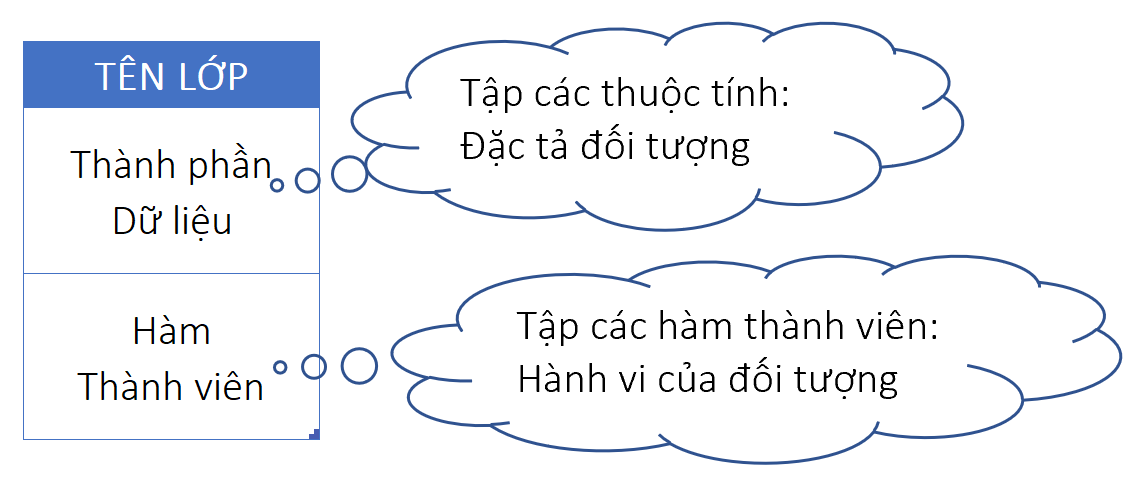 TÊN LỚP
Thành phần
Dữ liệu
Tập các thuộc tính:
Đặc tả đối tượng
Hàm
Thành viên
Tập các hàm thành viên:
Hành vi của đối tượng